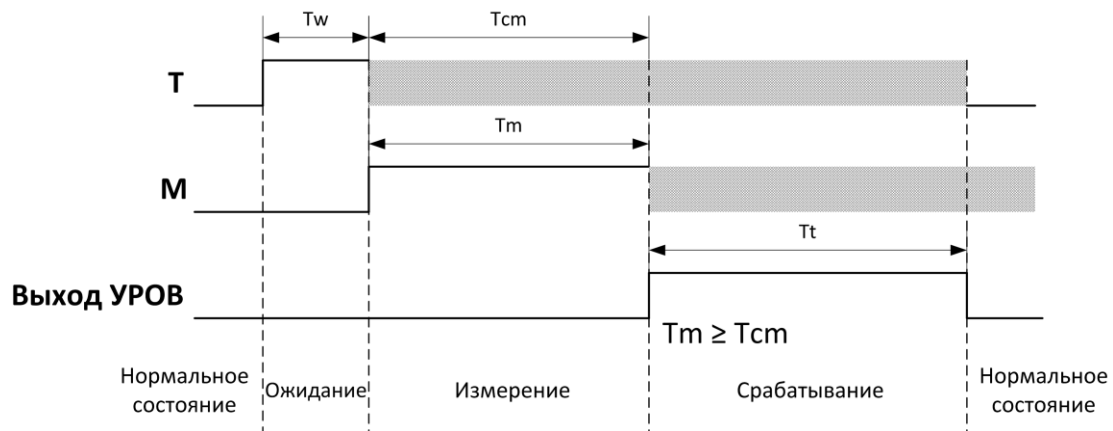 Tw
Tcm
T
Tm
M
Tt
Выход УРОВ
Tm ≥ Tcm
Нормальное
состояние
Ожидание
Измерение
Срабатывание
Нормальное
состояние